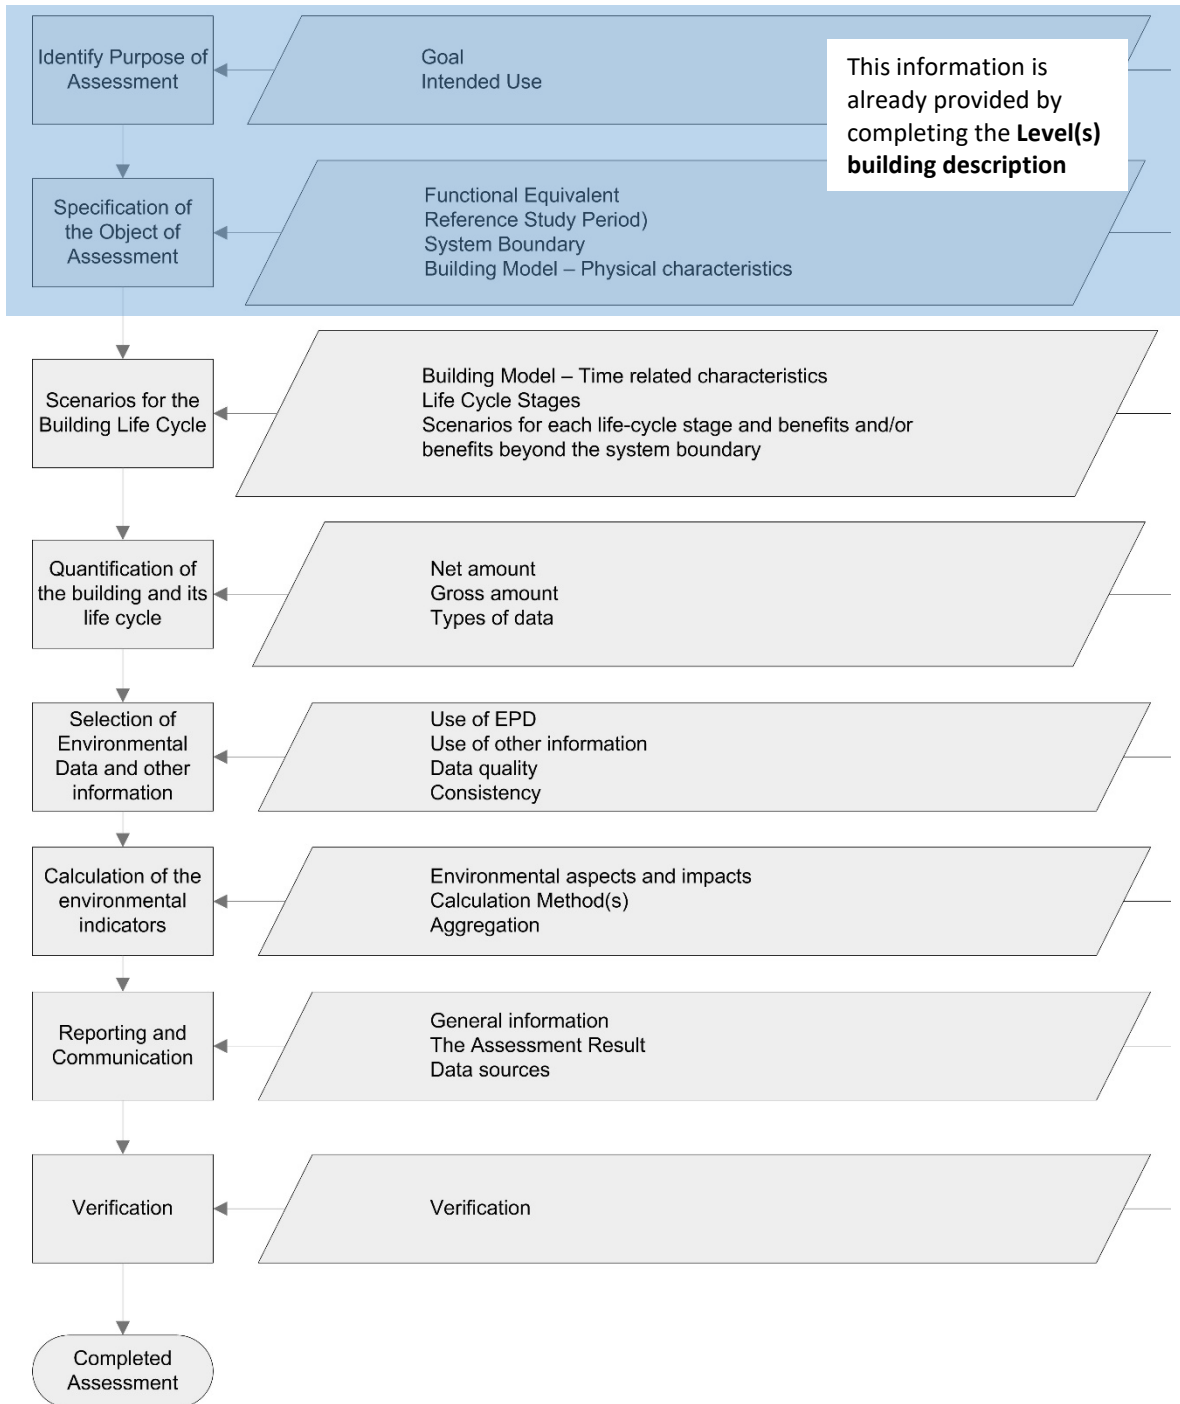 Identify Purpose of
Assessment
Goal
Intended Use
This information is
already provided by
completing the Level(s)
building description
Specification of
the Object of
Assessment
Functional Equivalent
Reference Study Period)
System Boundary
Building Model – Physical characteristics
Scenarios for the
Building Life Cycle
Building Model – Time related characteristics
Life Cycle Stages
Scenarios for each life-cycle stage and benefits and/or
benefits beyond the system boundary
Quantification of
the building and its
life cycle
Net amount
Gross amount
Types of data
Selection of
Environmental
Data and other
information
Use of EPD
Use of other information
Data quality
Consistency
Calculation of the
environmental
indicators
Environmental aspects and impacts
Calculation Method(s)
Aggregation
Reporting and
Communication
General information
The Assessment Result
Data sources
Verification
Verification
Completed
Assessment